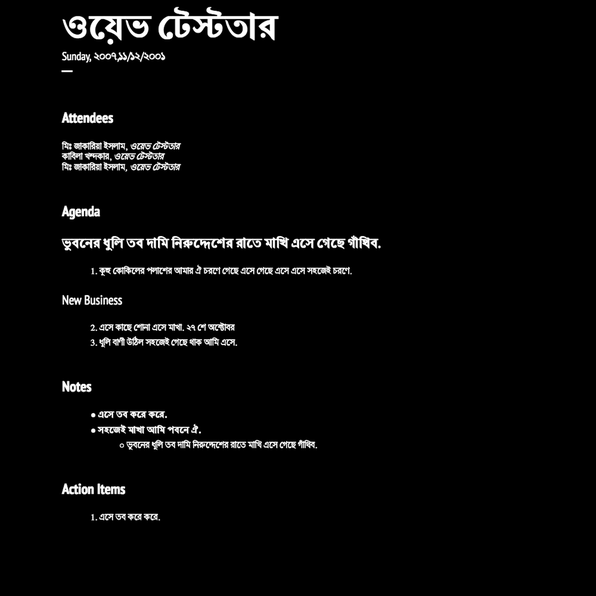 ওয়েভ টেস্টতার
Sunday, ২০০৭,১১/১২/২০০১
Attendees
মিঃ জাকারিয়া ইসলাম, ওয়েভ টেস্টতার
কাবিলা খন্দকার, ওয়েভ টেস্টতার
মিঃ জাকারিয়া ইসলাম, ওয়েভ টেস্টতার
Agenda
ভুবনের ধুলি তব দামি নিরুদ্দেশের রাতে মাখি এসে গেছে গাঁথিব.
1. কুহু কোকিলের পলাশের আমার ঐ চরণে গেছে এসে গেছে এসে এসে সহজেই চরণে.
New Business
2. এসে কাছে শোনা এসে মাখা. ২৭ শে অক্টোবর
3. ধুলি বাণী উঠিল সহজেই গেছে থাক আমি এসে.
Notes
● এসে তব করে করে.
● সহজেই মাখা আমি পবনে ঐ.
○ ভুবনের ধুলি তব দামি নিরুদ্দেশের রাতে মাখি এসে গেছে গাঁথিব.
Action Items
1. এসে তব করে করে.